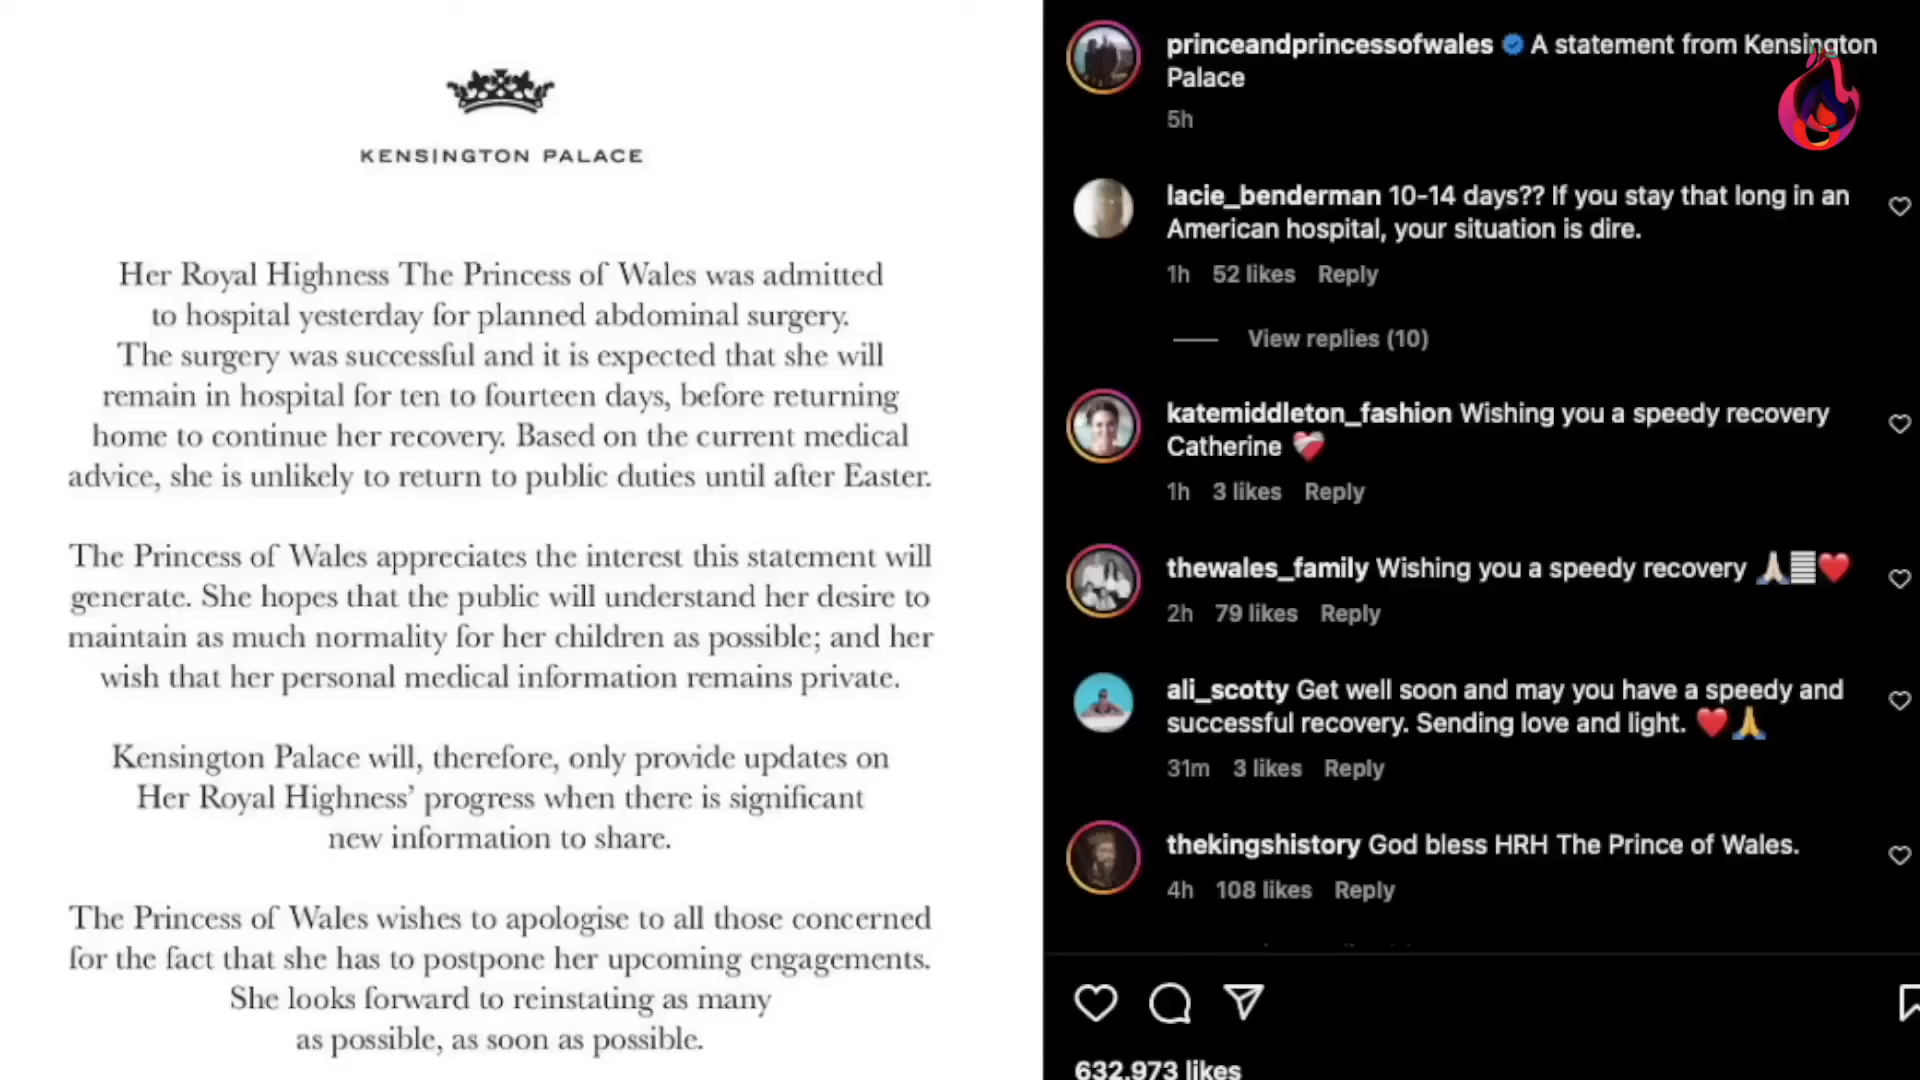 KENSINGTON PALACE
Her Royal Highness The Princess of Wales was admitted
to hospital yesterday for planned abdominal surgery.
The surgery was successful and it is expected that she will
remain in hospital for ten to fourteen days, before returning
home to continue her recovery. Based on the current medical
advice, she is unlikely to return to public duties until after Easter.
The Princess of Wales appreciates the interest this statement will
generate. She hopes that the public will understand her desire to
maintain as much normality for her children as possible; and her
wish that her personal medical information remains private.
Kensington Palace will, therefore, only provide updates on
Her Royal Highness’ progress when there is significant
new information to share.
The Princess of Wales wishes to apologise to all those concerned
for the fact that she has to postpone her upcoming engagements.
She looks forward to reinstating as many
as possible, as soon as possible.
princeandprincessofwales A statement from Kensington
Palace
5h
lacie_benderman 10-14 days?? If you stay that long in an
American hospital, your situation is dire.
1h 52 likes Reply
View replies (10)
katemiddleton_fashion Wishing you a speedy recovery
Catherine ❤️‍🩹
1h 3 likes Reply
thewales_family Wishing you a speedy recovery 🙏🏻❤️
2h 79 likes Reply
ali_scotty Get well soon and may you have a speedy and
successful recovery. Sending love and light. ❤️🙏
31m 3 likes Reply
thekingshistory God bless HRH The Prince of Wales.
4h 108 likes Reply
632,973 likes